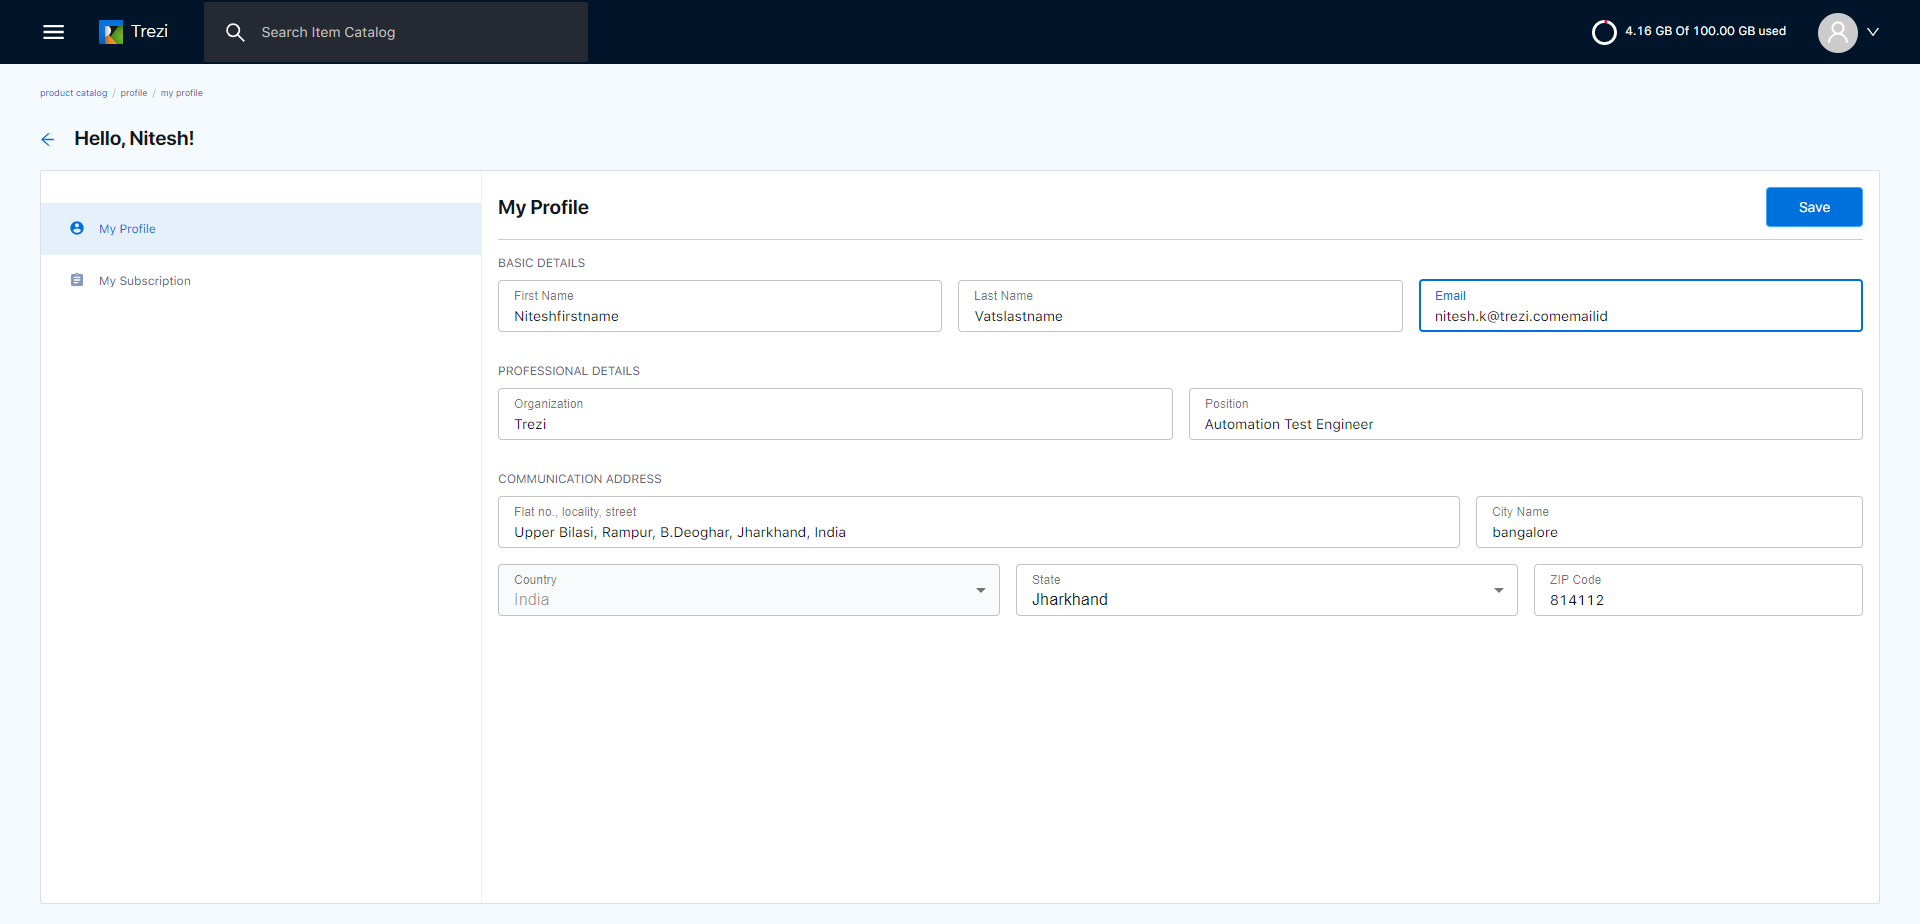 Trezi
Search Item Catalog
4.16 GB Of 100.00 GB used
product catalog / profile / my profile
Hello, Nitesh!
My Profile
My Subscription
My Profile
Save
BASIC DETAILS
First Name
Niteshfirstname
Last Name
Vatslastname
Email
nitesh.k@trezi.comemailid
PROFESSIONAL DETAILS
Organization
Trezi
Position
Automation Test Engineer
COMMUNICATION ADDRESS
Flat no., locality, street
Upper Bilasi, Rampur, B.Deoghar, Jharkhand, India
City Name
bangalore
Country
India
State
Jharkhand
ZIP Code
814112